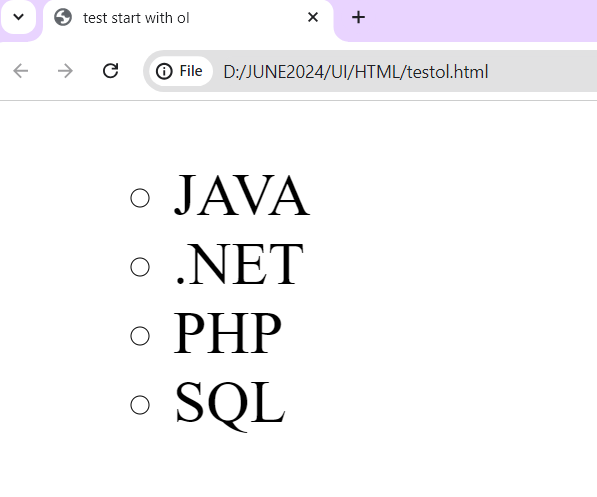 test start with ol
File D:/JUNE2024/UI/HTML/testol.html
JAVA
.NET
PHP
SQL